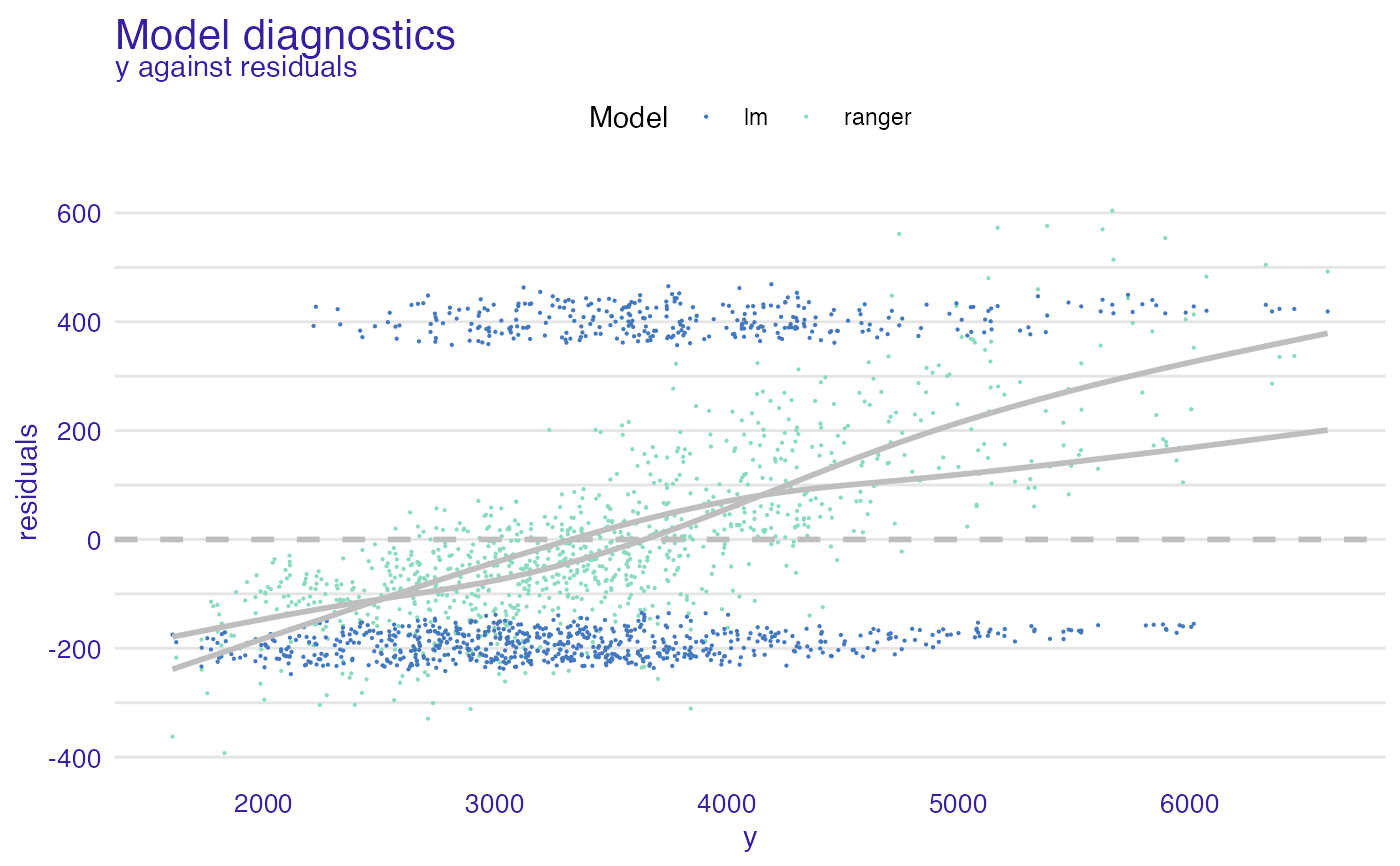 Model diagnostics
y against residuals
Model lm ranger
600
400
200
0
-200
-400
residuals
2000 3000 4000 5000 6000
y